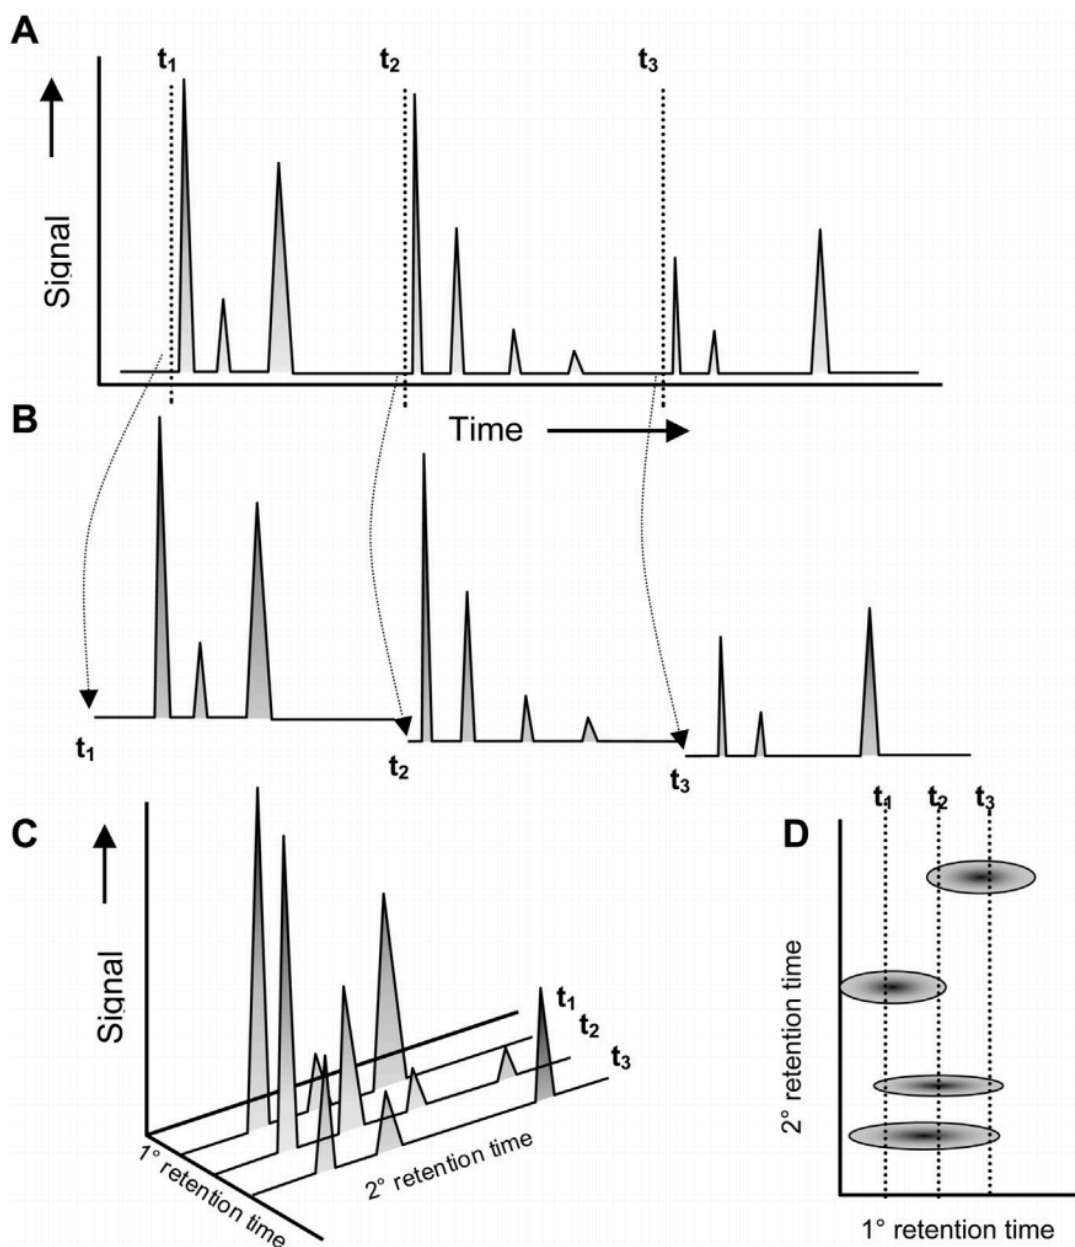 A
t1 t2 t3
Signal
Time
B
t1
t2
t3
C
Signal
t1
t2
t3
1° retention time
2° retention time
D
t1 t2 t3
2° retention time
1° retention time